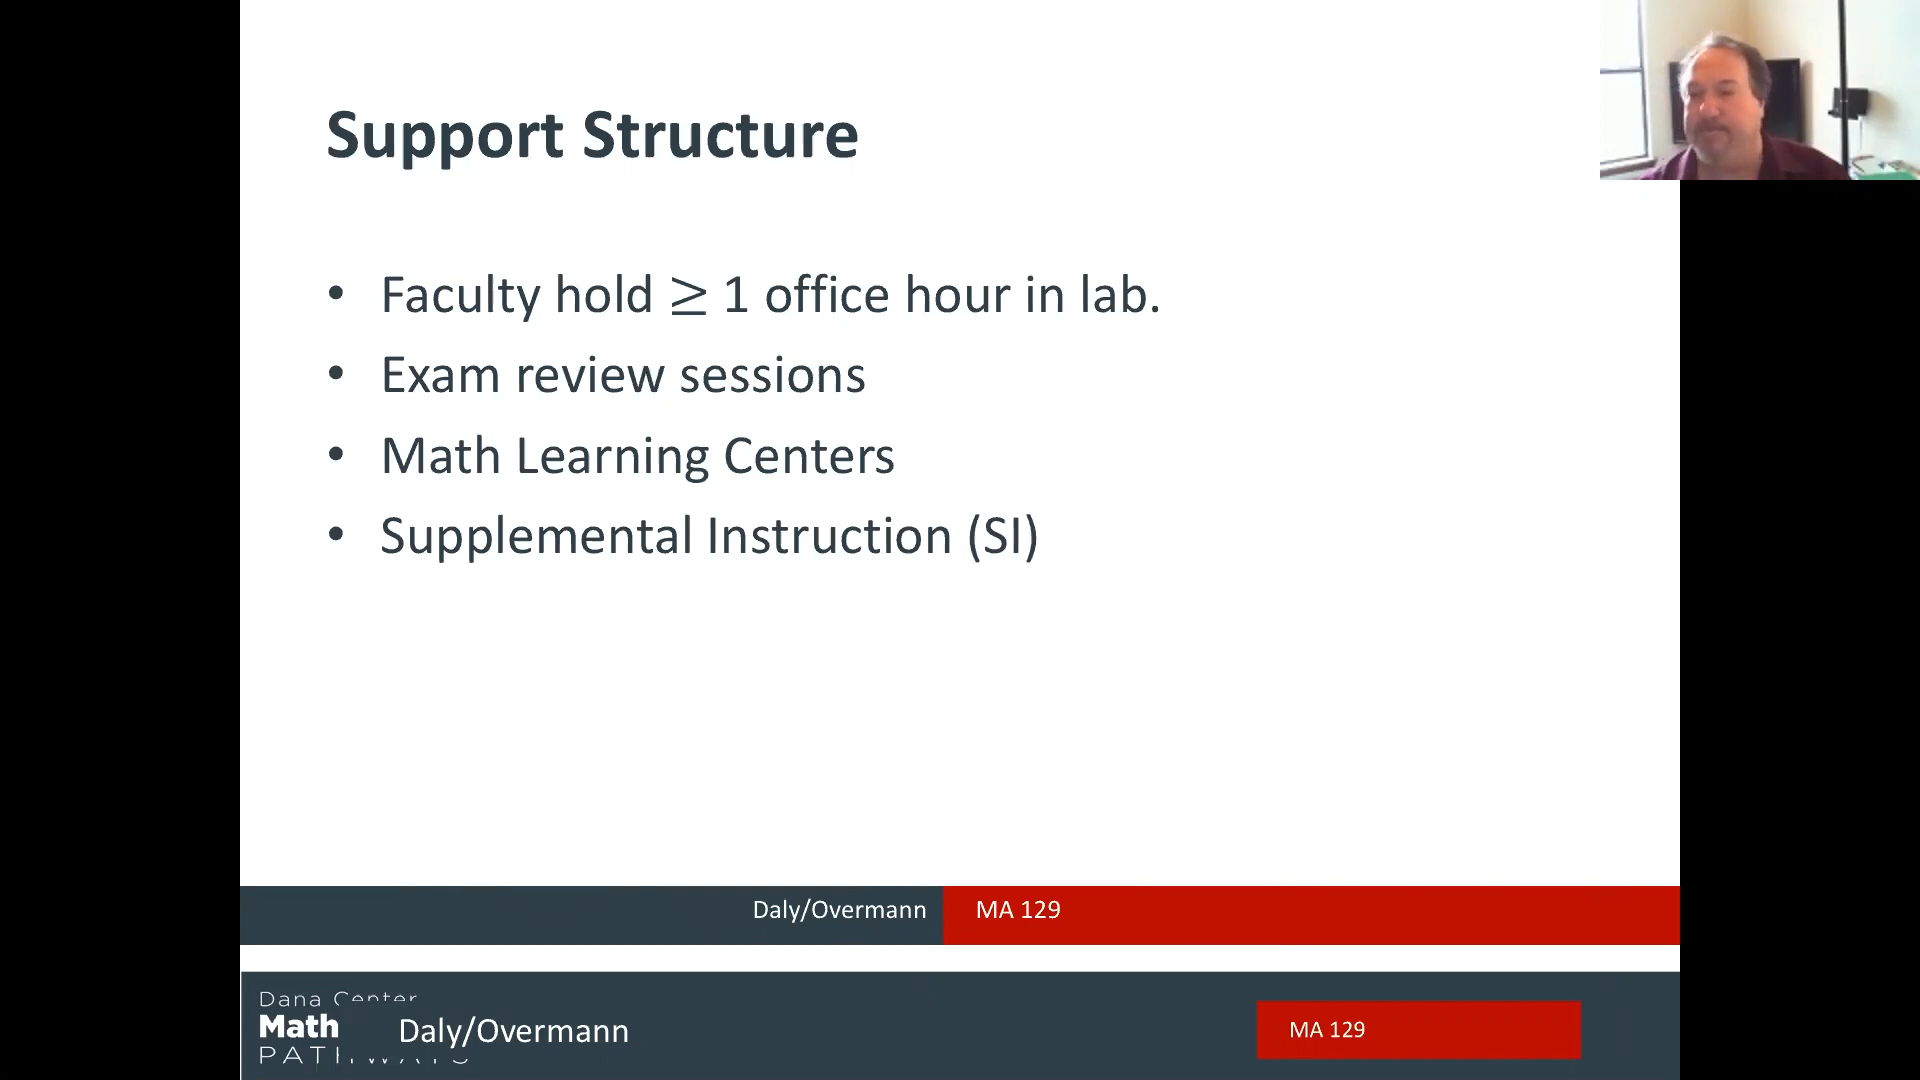 Support Structure
• Faculty hold ≥ 1 office hour in lab.
• Exam review sessions
• Math Learning Centers
• Supplemental Instruction (SI)
Daly/Overmann MA 129
Dana Center
Math
PATHWAYS
Daly/Overmann
MA 129